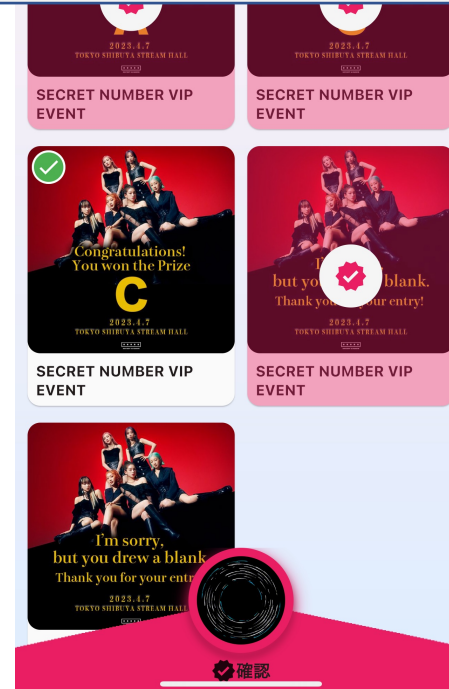 2023.4.7
TOKYO SHIBUYA STREAM HALL
SECRET NUMBER VIP
EVENT
2023.4.7
TOKYO SHIBUYA STREAM HALL
SECRET NUMBER VIP
EVENT
Congratulations!
You won the Prize
C
2023.4.7
TOKYO SHIBUYA STREAM HALL
SECRET NUMBER VIP
EVENT
but you blank.
Thank your entry!
2023.4.7
TOKYO SHIBUYA STREAM HALL
SECRET NUMBER VIP
EVENT
I'm sorry,
but you drew a blank
Thank you for your entr
2023.4.7
TOKYO SHIBUYA STREAM HALL
確認